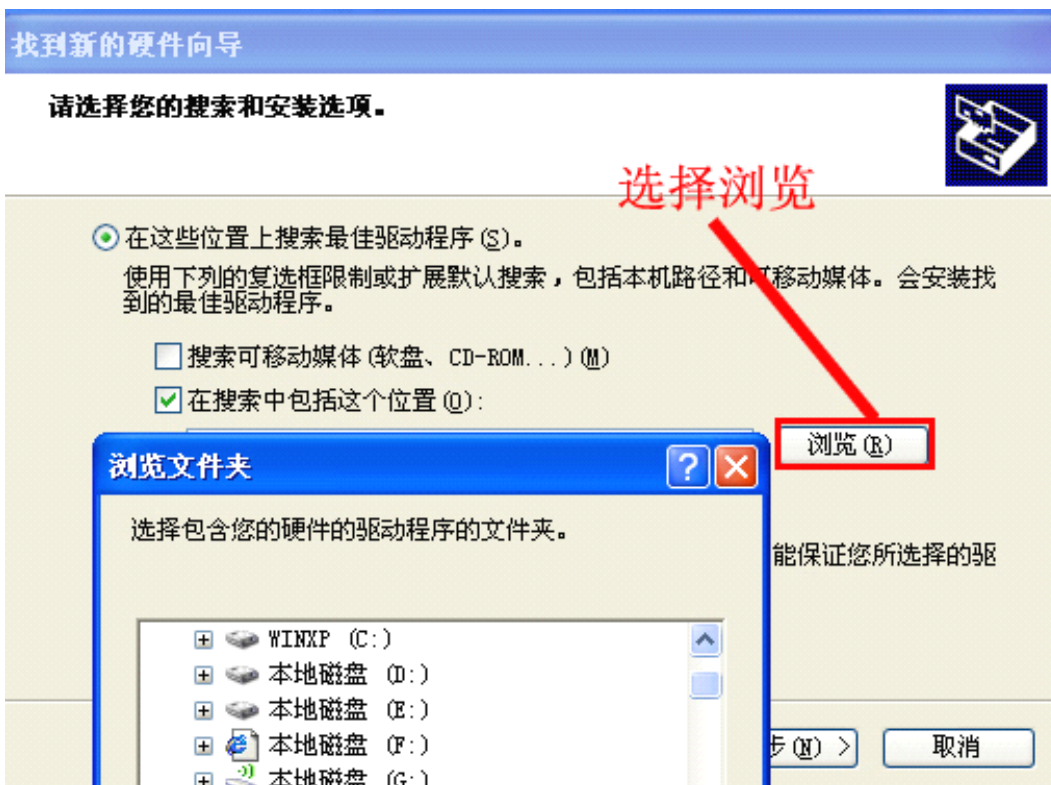 找到新的硬件向导
请选择您的搜索和安装选项。
选择浏览
在这些位置上搜索最佳驱动程序(S)。
使用下列的复选框限制或扩展默认搜索，包括本机路径和可移动媒体。会安装找
到的最佳驱动程序。
搜索可移动媒体(软盘、CD-ROM...)(M)
在搜索中包括这个位置(O):
浏览(R)
浏览文件夹
选择包含您的硬件的驱动程序的文件夹。
能保证您所选择的驱
WINXP (C:)
本地磁盘 (D:)
本地磁盘 (E:)
本地磁盘 (F:)
本地磁盘 (G:)
步(N) >
取消